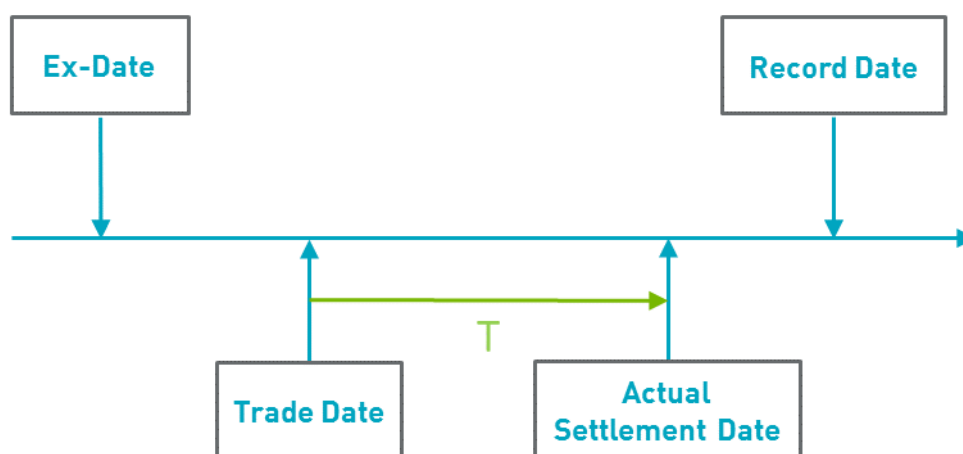 Ex-Date
Record Date
T
Trade Date
Actual
Settlement Date